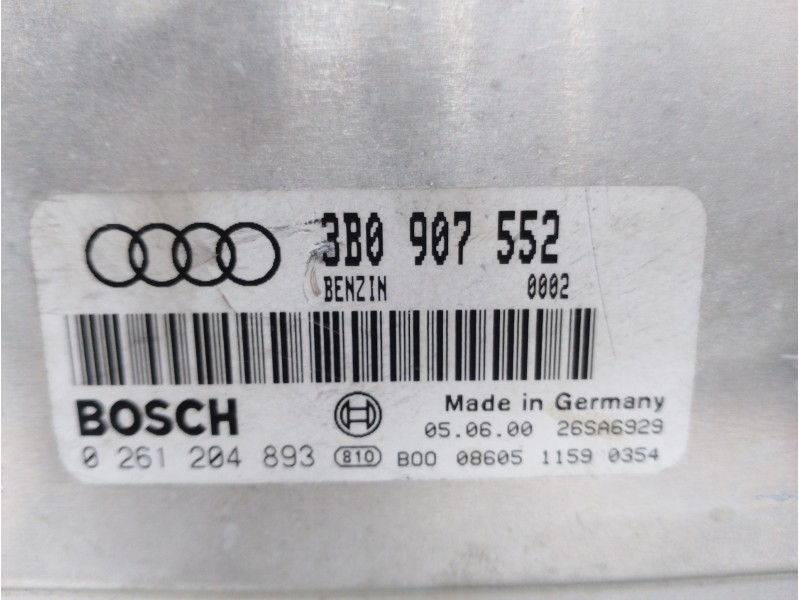 3B0 907 552
BENZIN 0002
BOSCH Made in Germany
05.06.00 26SA6929
0 261 204 893 810 B00 08605 1159 0354